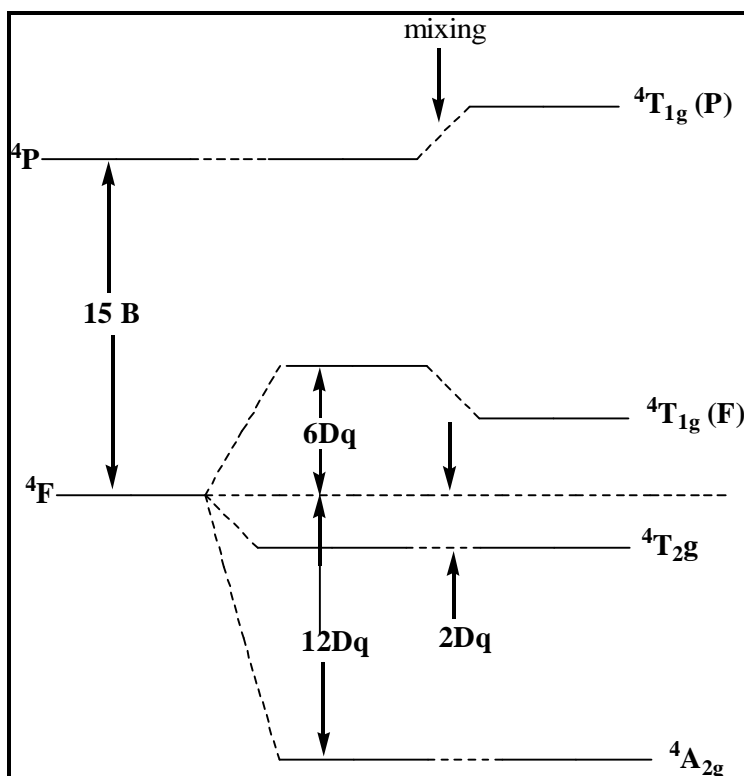 mixing
⁴T₁g (P)
⁴P
15 B
⁴T₁g (F)
6Dq
⁴F
⁴T₂g
12Dq
2Dq
⁴A₂g